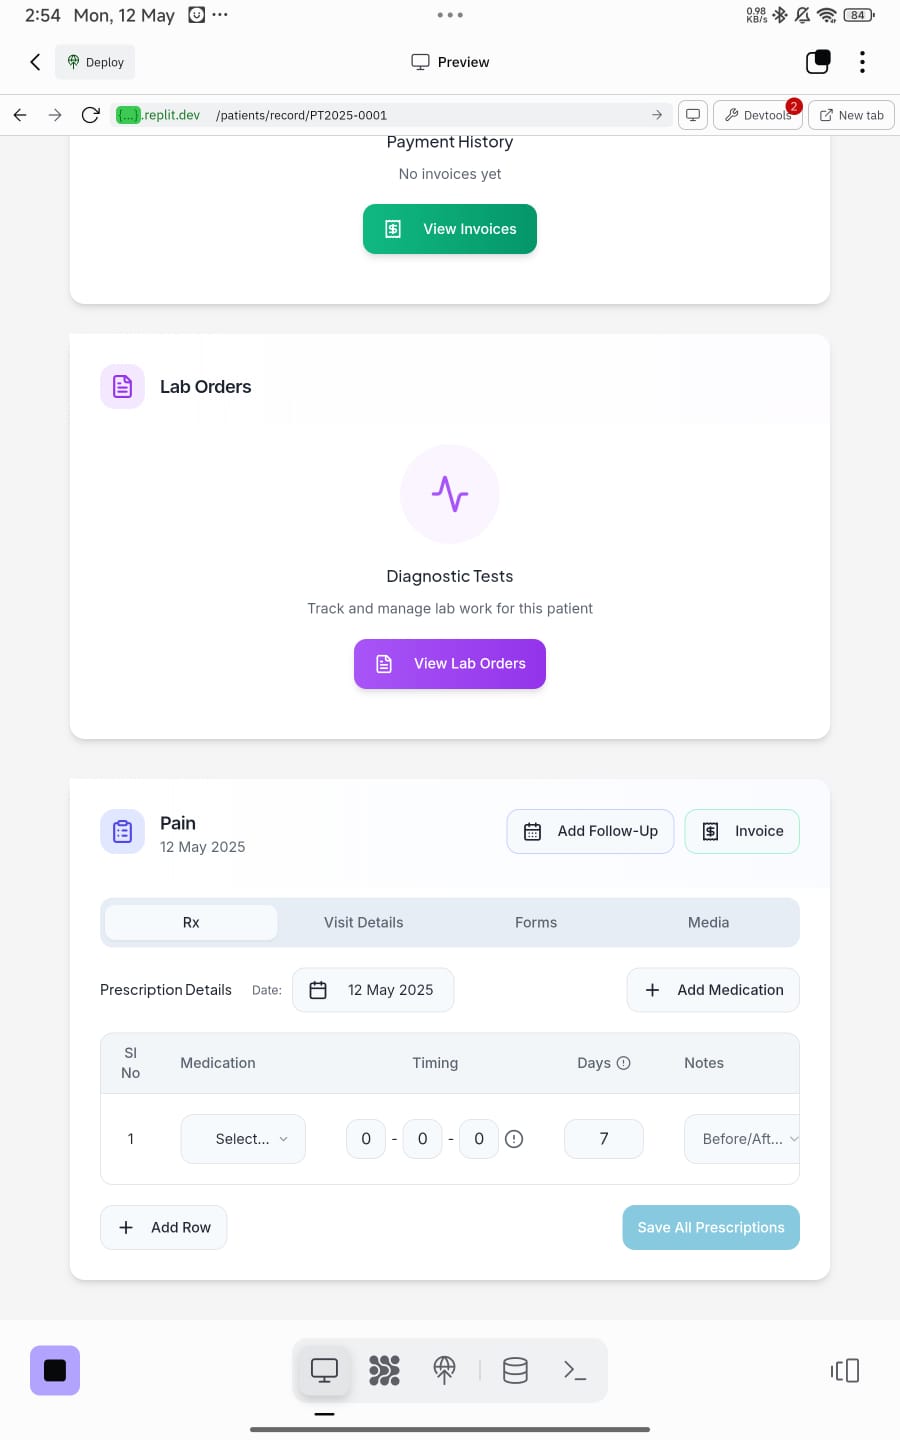 2:54 Mon, 12 May ... 0.98 KB/s 84
Deploy Preview
{...}.replit.dev /patients/record/PT2025-0001 Devtools 2 New tab
Payment History
No invoices yet
View Invoices
Lab Orders
Diagnostic Tests
Track and manage lab work for this patient
View Lab Orders
Pain
12 May 2025
Add Follow-Up Invoice
Rx Visit Details Forms Media
Prescription Details Date: 12 May 2025 + Add Medication
Sl No Medication Timing Days Notes
1 Select... 0 - 0 - 0 7 Before/Aft...
+ Add Row Save All Prescriptions